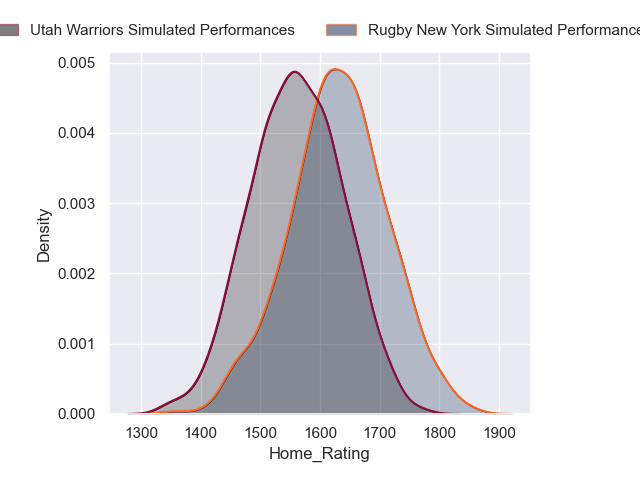 Utah Warriors Simulated Performances
Rugby New York Simulated Performance
0.005
0.004
0.003
0.002
0.001
0.000
Density
1300 1400 1500 1600 1700 1800 1900
Home_Rating